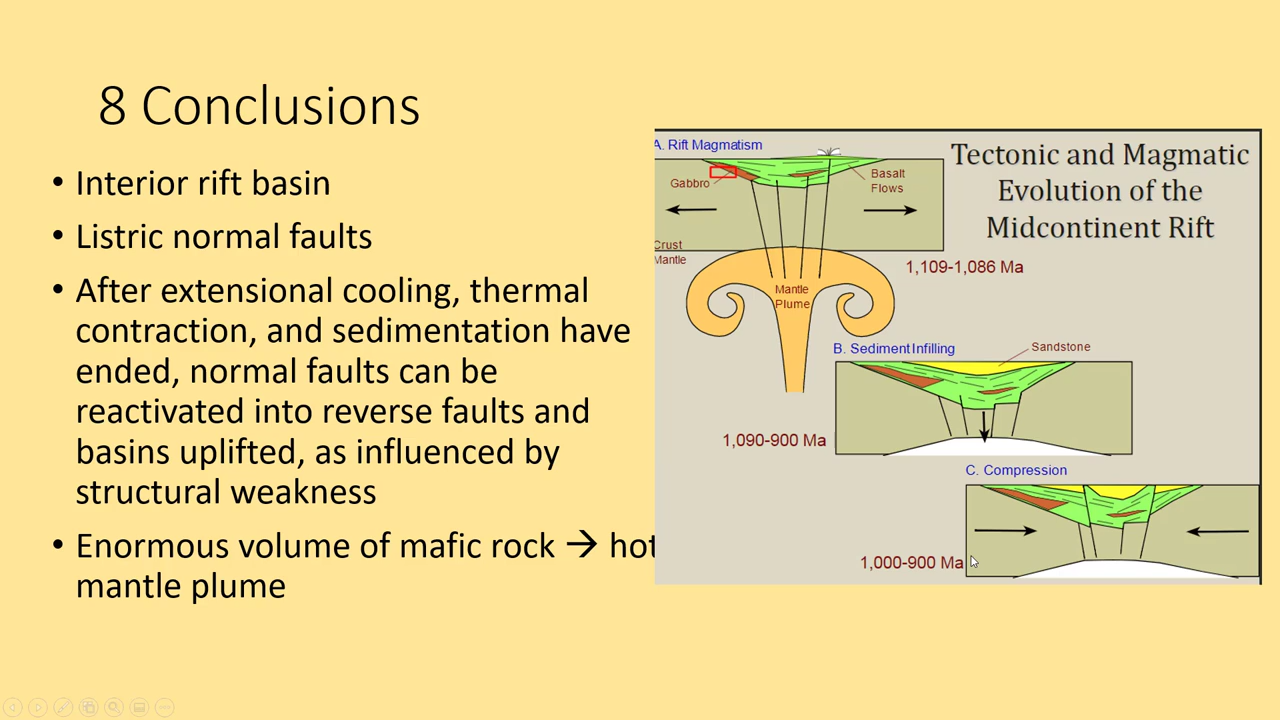 8 Conclusions
• Interior rift basin
• Listric normal faults
• After extensional cooling, thermal
contraction, and sedimentation have
ended, normal faults can be
reactivated into reverse faults and
basins uplifted, as influenced by
structural weakness
• Enormous volume of mafic rock → hot
mantle plume
A. Rift Magmatism
Tectonic and Magmatic
Evolution of the
Midcontinent Rift
Gabbro
Basalt
Flows
Crust
Mantle
1,109-1,086 Ma
Mantle
Plume
B. Sediment Infilling
Sandstone
1,090-900 Ma
C. Compression
1,000-900 Ma